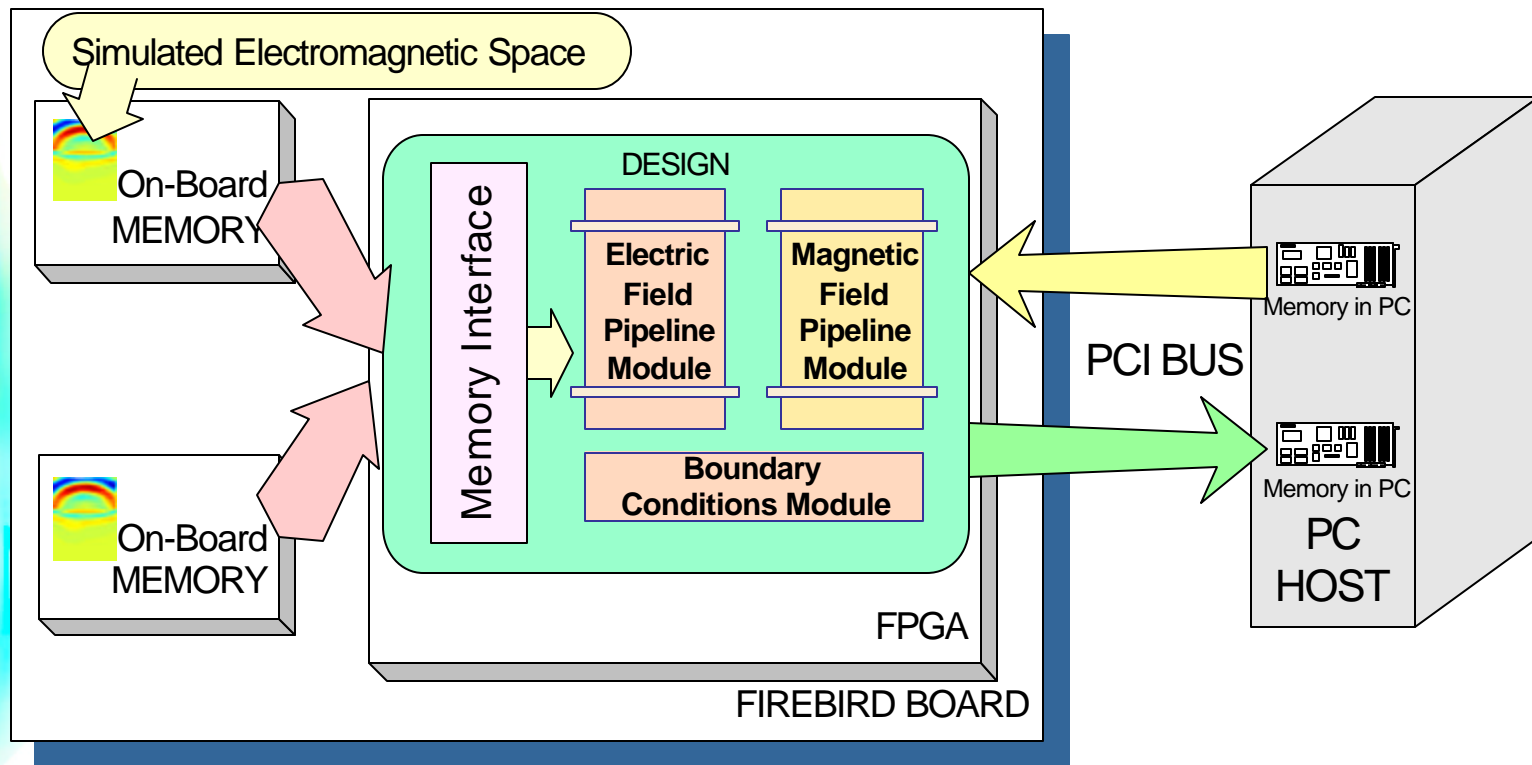 Simulated Electromagnetic Space
On-Board
MEMORY
On-Board
MEMORY
Memory Interface
DESIGN
Electric
Field
Pipeline
Module
Magnetic
Field
Pipeline
Module
Boundary
Conditions Module
FPGA
FIREBIRD BOARD
PCI BUS
Memory in PC
Memory in PC
PC
HOST